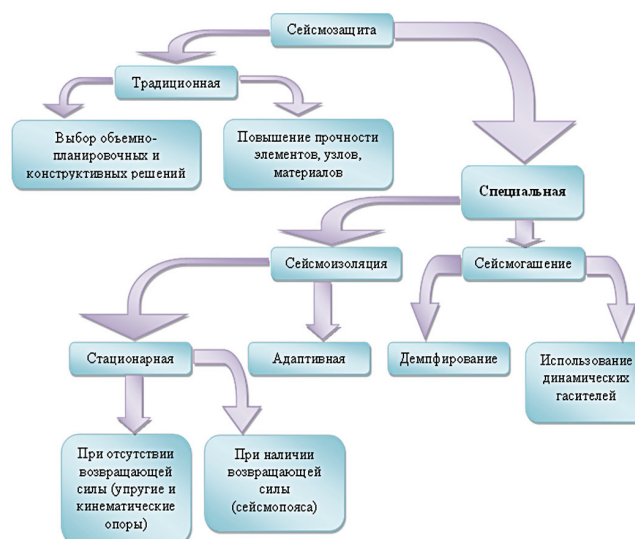 Сейсмозащита
Традиционная
Выбор объемно-
планировочных и
конструктивных решений
Повышение прочности
элементов, узлов,
материалов
Специальная
Сейсмоизоляция
Сейсмогашение
Стационарная
Адаптивная
Демпфирование
Использование
динамических
гасителей
При отсутствии
возвращающей
силы (упругие и
кинематические
опоры)
При наличии
возвращающей
силы
(сейсмопояса)